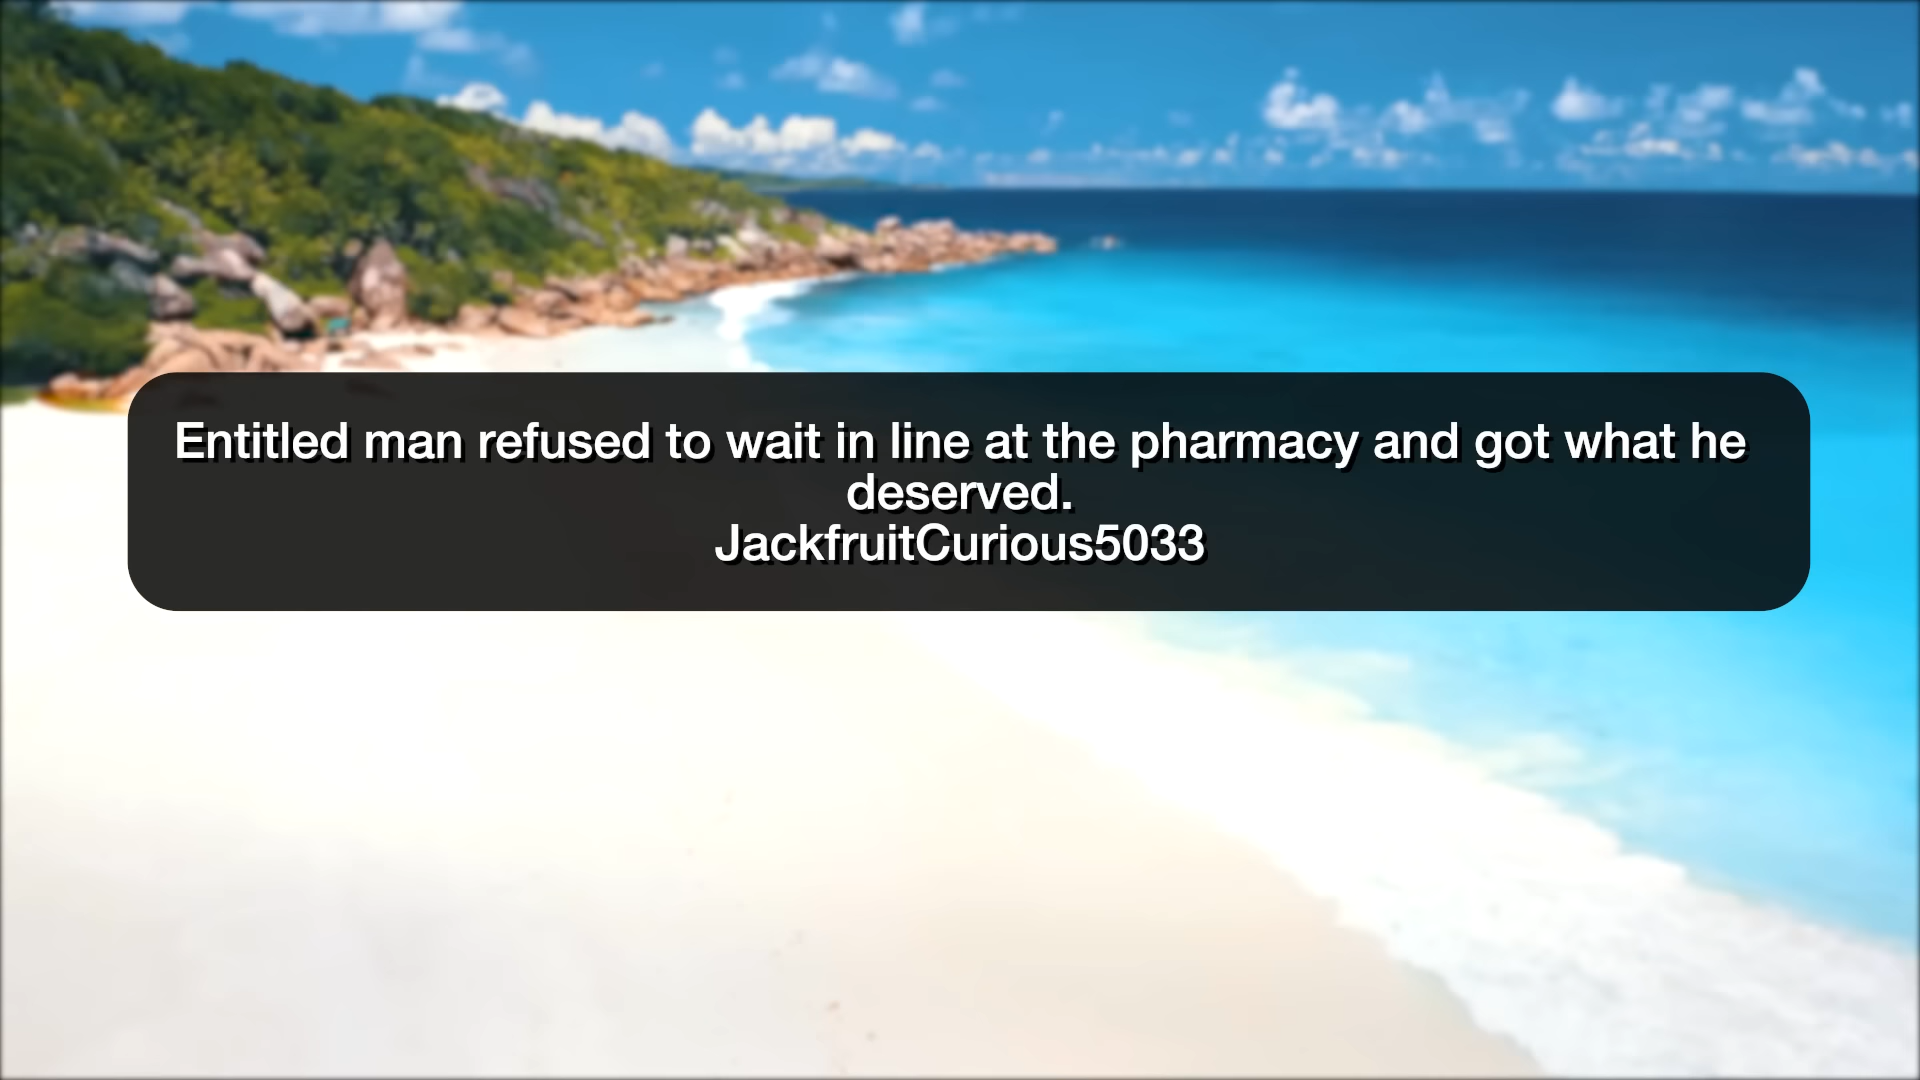 Entitled man refused to wait in line at the pharmacy and got what he
deserved.
JackfruitCurious5033